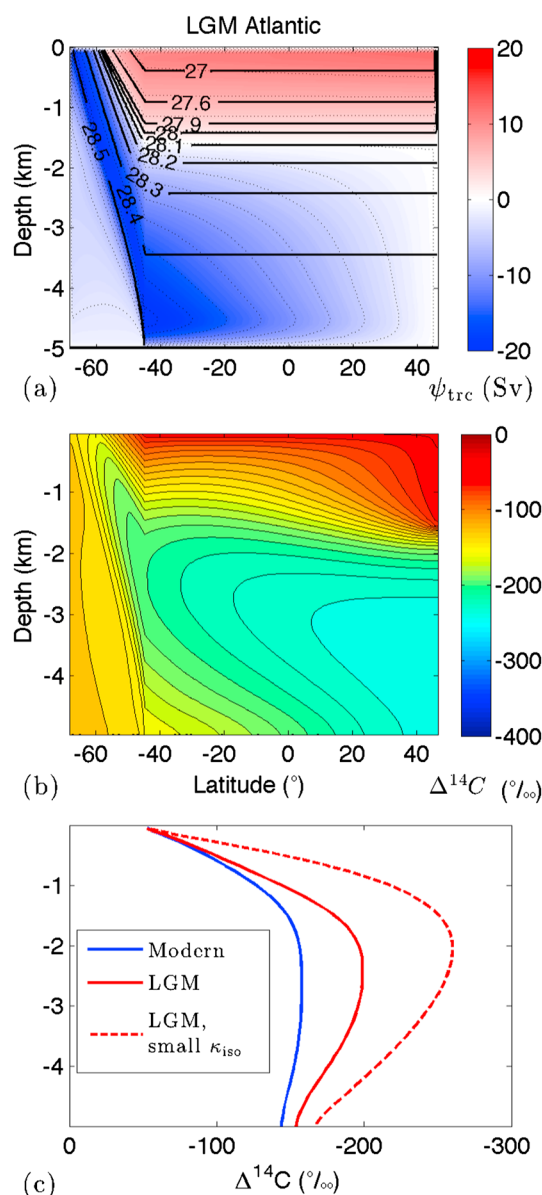 LGM Atlantic
0
-1
-2
-3
-4
-5
Depth (km)
27
27.6
27.9
28
28.1
28.2
28.3
28.4
28.5
-60 -40 -20 0 20 40
20
10
0
-10
-20
(a)
ψtrc (Sv)
-1
-2
-3
-4
Depth (km)
-60 -40 -20 0 20 40
Latitude (°)
0
-100
-200
-300
-400
(b)
Δ¹⁴C (°/∞)
-1
-2
-3
-4
Modern
LGM
LGM,
small κiso
0 -100 -200 -300
Δ¹⁴C (°/∞)
(c)